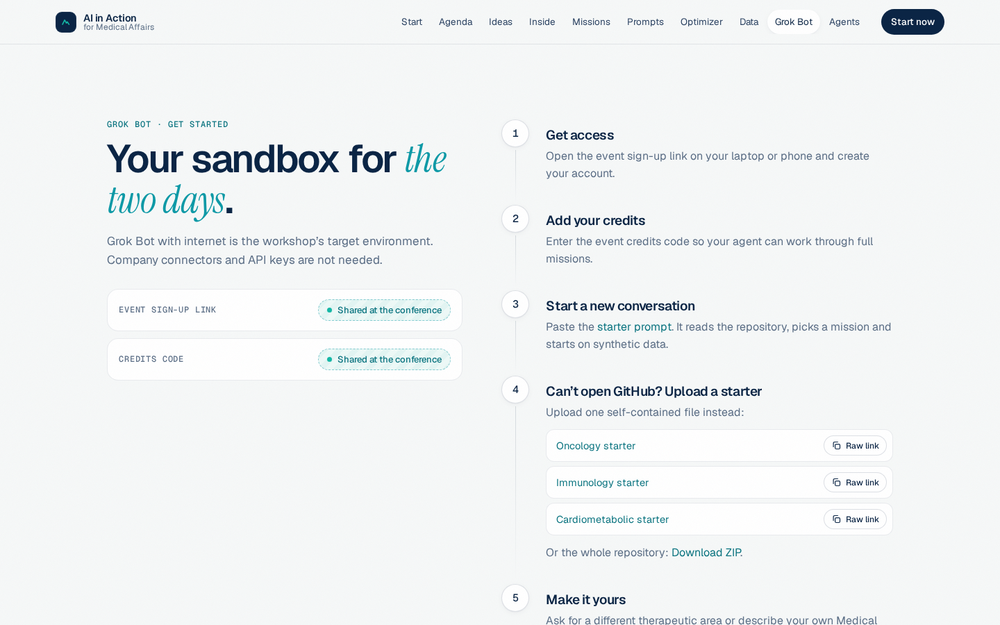 AI in Action
for Medical Affairs
Start
Agenda
Ideas
Inside
Missions
Prompts
Optimizer
Data
Grok Bot
Agents
Start now
GROK BOT · GET STARTED
Your sandbox for the
two days.
Grok Bot with internet is the workshop’s target environment.
Company connectors and API keys are not needed.
EVENT SIGN-UP LINK
Shared at the conference
CREDITS CODE
Shared at the conference
1
Get access
Open the event sign-up link on your laptop or phone and create
your account.
2
Add your credits
Enter the event credits code so your agent can work through full
missions.
3
Start a new conversation
Paste the starter prompt. It reads the repository, picks a mission and
starts on synthetic data.
4
Can’t open GitHub? Upload a starter
Upload one self-contained file instead:
Oncology starter
Raw link
Immunology starter
Raw link
Cardiometabolic starter
Raw link
Or the whole repository: Download ZIP.
5
Make it yours
Ask for a different therapeutic area or describe your own Medical